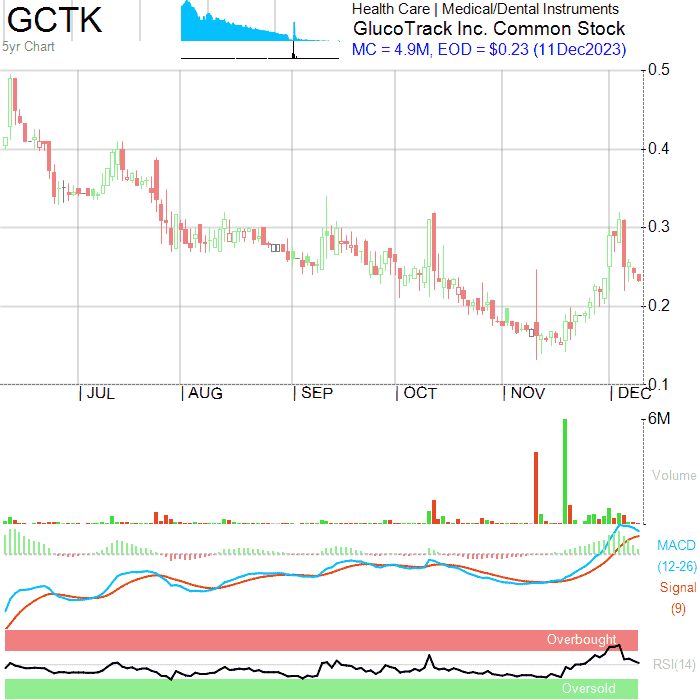 GCTK
5yr Chart
Health Care | Medical/Dental Instruments
GlucoTrack Inc. Common Stock
MC = 4.9M, EOD = $0.23 (11Dec2023)
0.5
0.4
0.3
0.2
0.1
JUL AUG SEP OCT NOV DEC
6M
Volume
MACD
(12-26)
Signal
(9)
Overbought
RSI(14)
Oversold